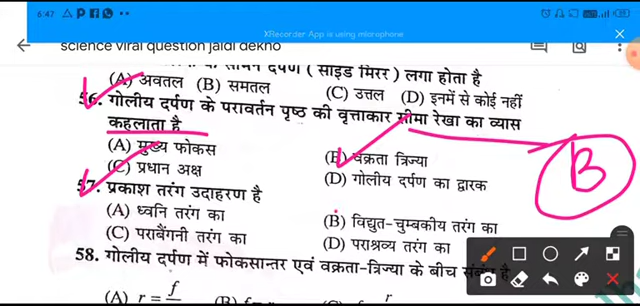 6:47
XRecorder App is using microphone
science viral question jaldi dekho
दर्पण ( साइड मिरर ) लगा होता है
(A) अवतल (B) समतल (C) उत्तल (D) इनमें से कोई नहीं
56. गोलीय दर्पण के परावर्तन पृष्ठ की वृत्ताकार सीमा रेखा का व्यास
कहलाता है
(A) मुख्य फोकस (B) वक्रता त्रिज्या
(C) प्रधान अक्ष (D) गोलीय दर्पण का द्वारक
B
57. प्रकाश तरंग उदाहरण है
(A) ध्वनि तरंग का (B) विद्युत-चुम्बकीय तरंग का
(C) पराबैंगनी तरंग का (D) पराश्रव्य तरंग का
58. गोलीय दर्पण में फोकसान्तर एवं वक्रता-त्रिज्या के बीच संबंध है
(A) r = f (B) r